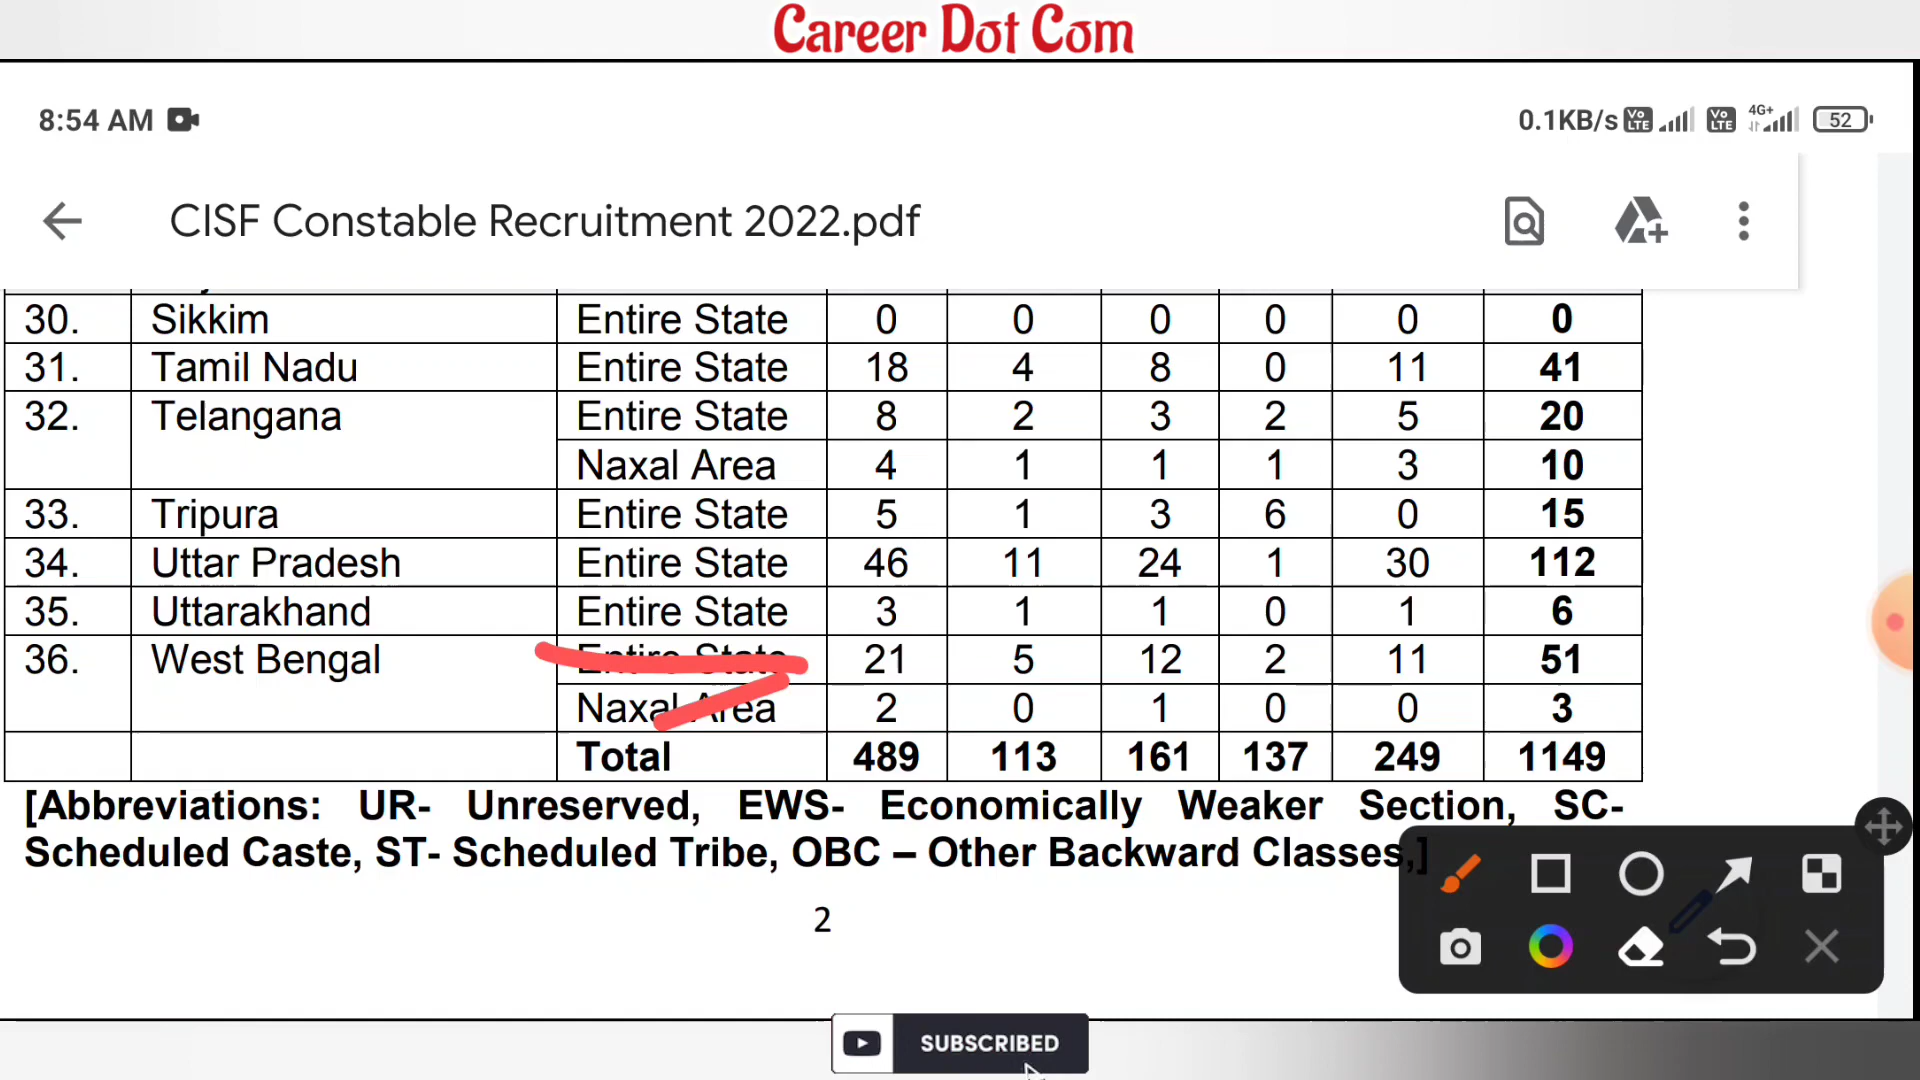 Career Dot Com
8:54 AM 0.1KB/s Vo LTE Vo LTE 4G+ 52
CISF Constable Recruitment 2022.pdf
30. Sikkim Entire State 0 0 0 0 0 0
31. Tamil Nadu Entire State 18 4 8 0 11 41
32. Telangana Entire State 8 2 3 2 5 20
Naxal Area 4 1 1 1 3 10
33. Tripura Entire State 5 1 3 6 0 15
34. Uttar Pradesh Entire State 46 11 24 1 30 112
35. Uttarakhand Entire State 3 1 1 0 1 6
36. West Bengal Entire State 21 5 12 2 11 51
Naxal Area 2 0 1 0 0 3
Total 489 113 161 137 249 1149
[Abbreviations: UR- Unreserved, EWS- Economically Weaker Section, SC-
Scheduled Caste, ST- Scheduled Tribe, OBC – Other Backward Classes,]
2
SUBSCRIBED